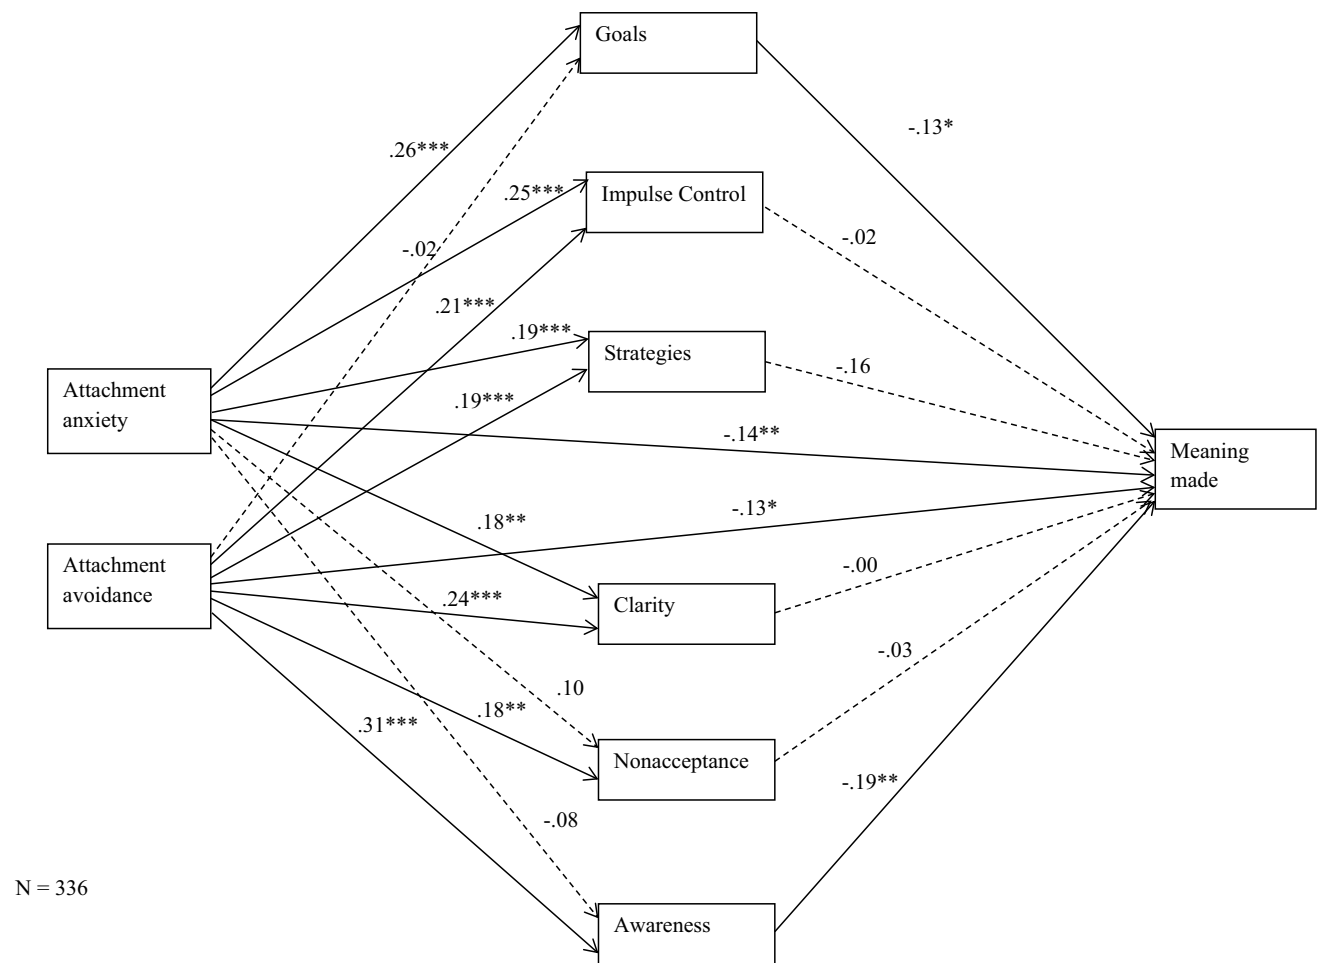 Goals
-.13*
.26***
.25***
Impulse Control
-.02
-.02
.21***
.19***
Strategies
-.16
Attachment
anxiety
.19***
-.14**
Meaning
made
-.13*
.18**
Attachment
avoidance
-.00
.24***
Clarity
-.03
.10
.18**
.31***
Nonacceptance
-.19**
-.08
N = 336
Awareness